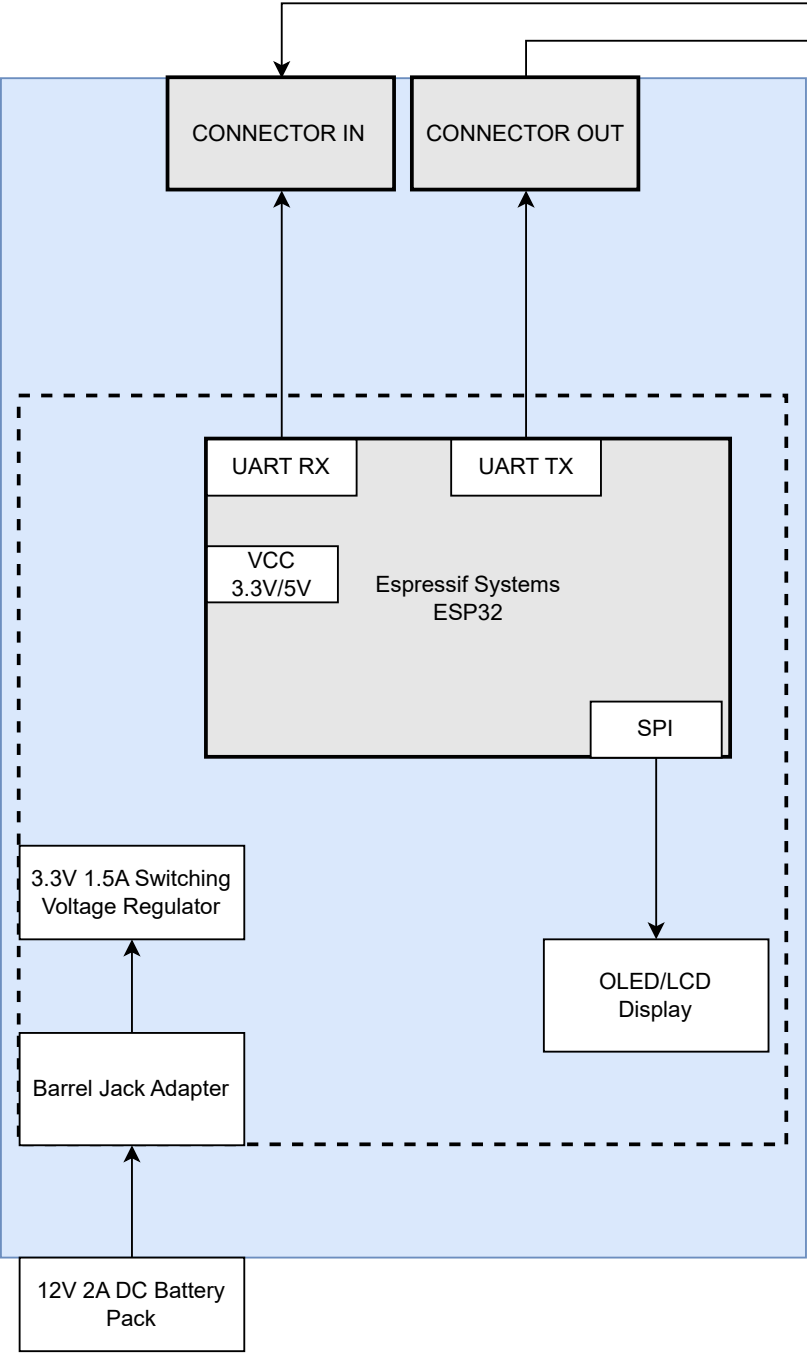 CONNECTOR IN
CONNECTOR OUT
UART RX
UART TX
VCC
3.3V/5V
Espressif Systems
ESP32
SPI
3.3V 1.5A Switching
Voltage Regulator
OLED/LCD
Display
Barrel Jack Adapter
12V 2A DC Battery
Pack